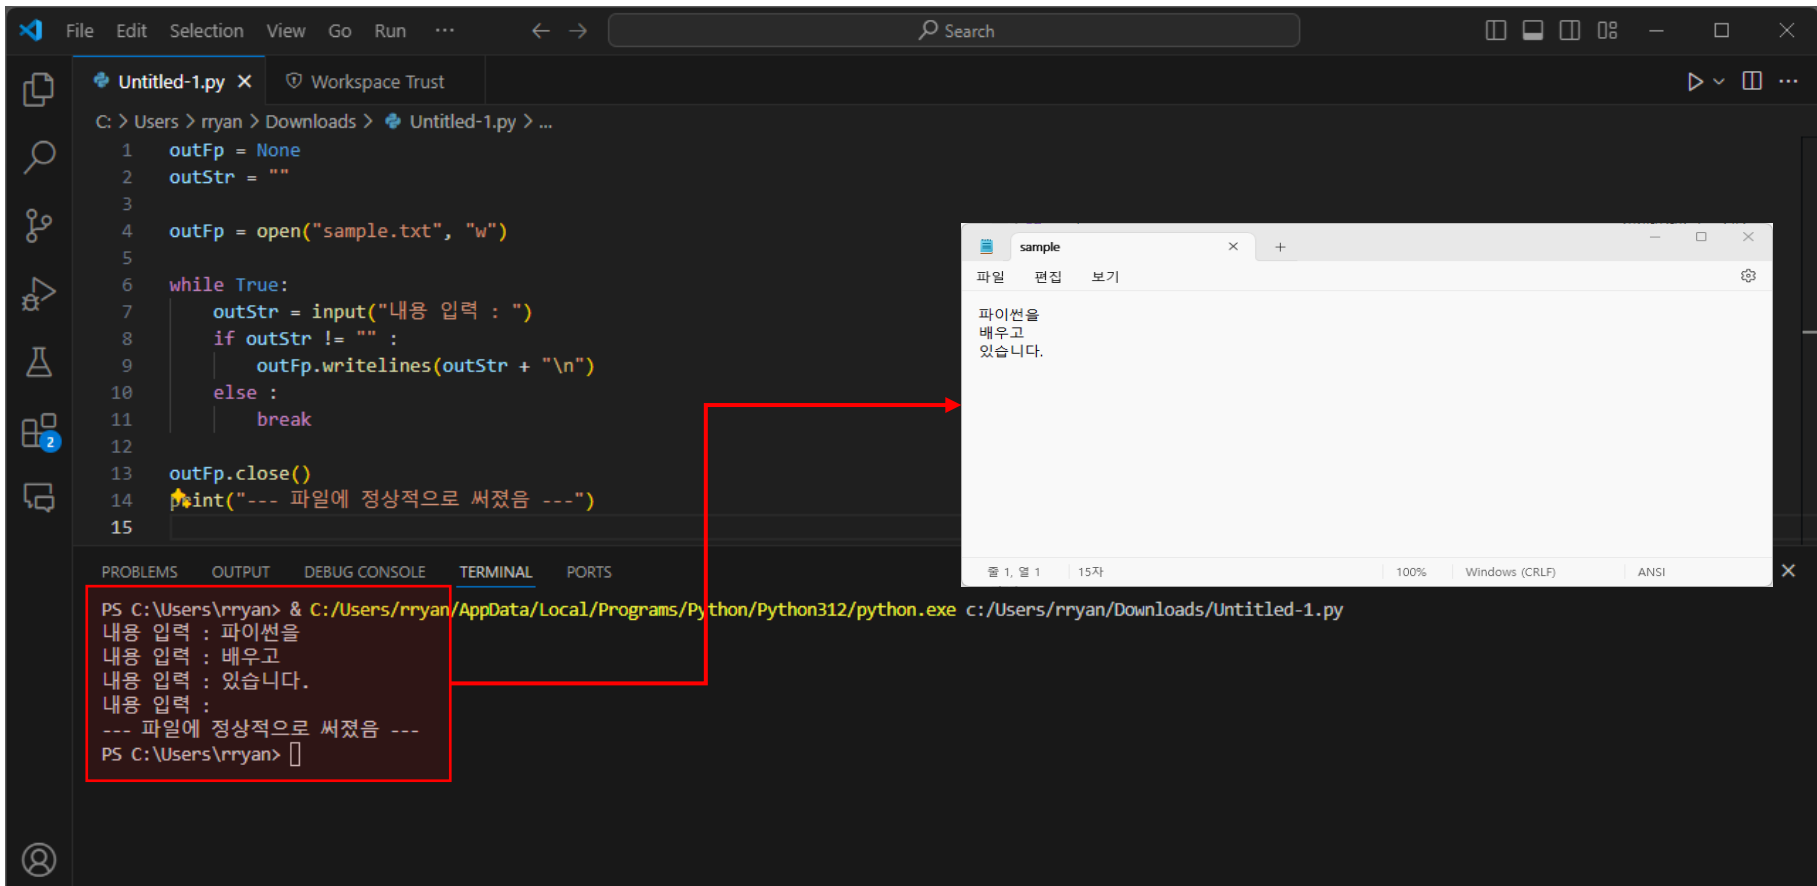 File Edit Selection View Go Run ...
Search
Untitled-1.py
Workspace Trust
C: > Users > rryan > Downloads > Untitled-1.py > ...
1 outFp = None
2 outStr = ""
3
4 outFp = open("sample.txt", "w")
5
6 while True:
7 outStr = input("내용 입력 : ")
8 if outStr != "" :
9 outFp.writelines(outStr + "\n")
10 else :
11 break
12
13 outFp.close()
14 print("--- 파일에 정상적으로 써졌음 ---")
15
sample
파일 편집 보기
파이썬을
배우고
있습니다.
줄 1, 열 1 15자 100% Windows (CRLF) ANSI
2
PROBLEMS OUTPUT DEBUG CONSOLE TERMINAL PORTS
PS C:\Users\rryan> & C:/Users/rryan/AppData/Local/Programs/Python/Python312/python.exe c:/Users/rryan/Downloads/Untitled-1.py
내용 입력 : 파이썬을
내용 입력 : 배우고
내용 입력 : 있습니다.
내용 입력 :
--- 파일에 정상적으로 써졌음 ---
PS C:\Users\rryan>